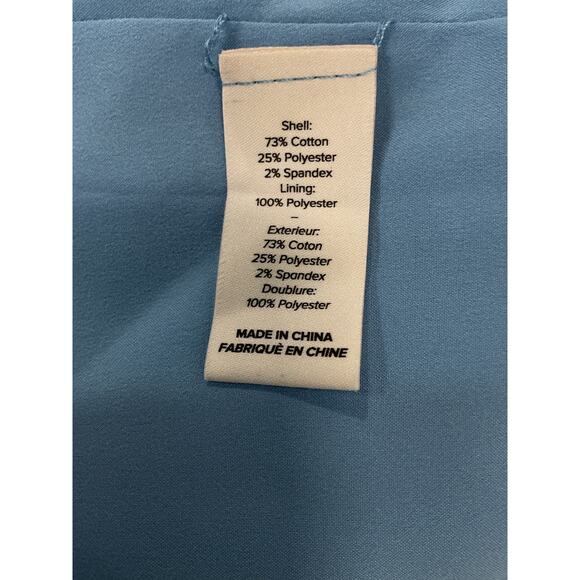 Shell:
73% Cotton
25% Polyester
2% Spandex
Lining:
100% Polyester
–
Exterieur:
73% Coton
25% Polyester
2% Spandex
Doublure:
100% Polyester
MADE IN CHINA
FABRIQUÈ EN CHINE